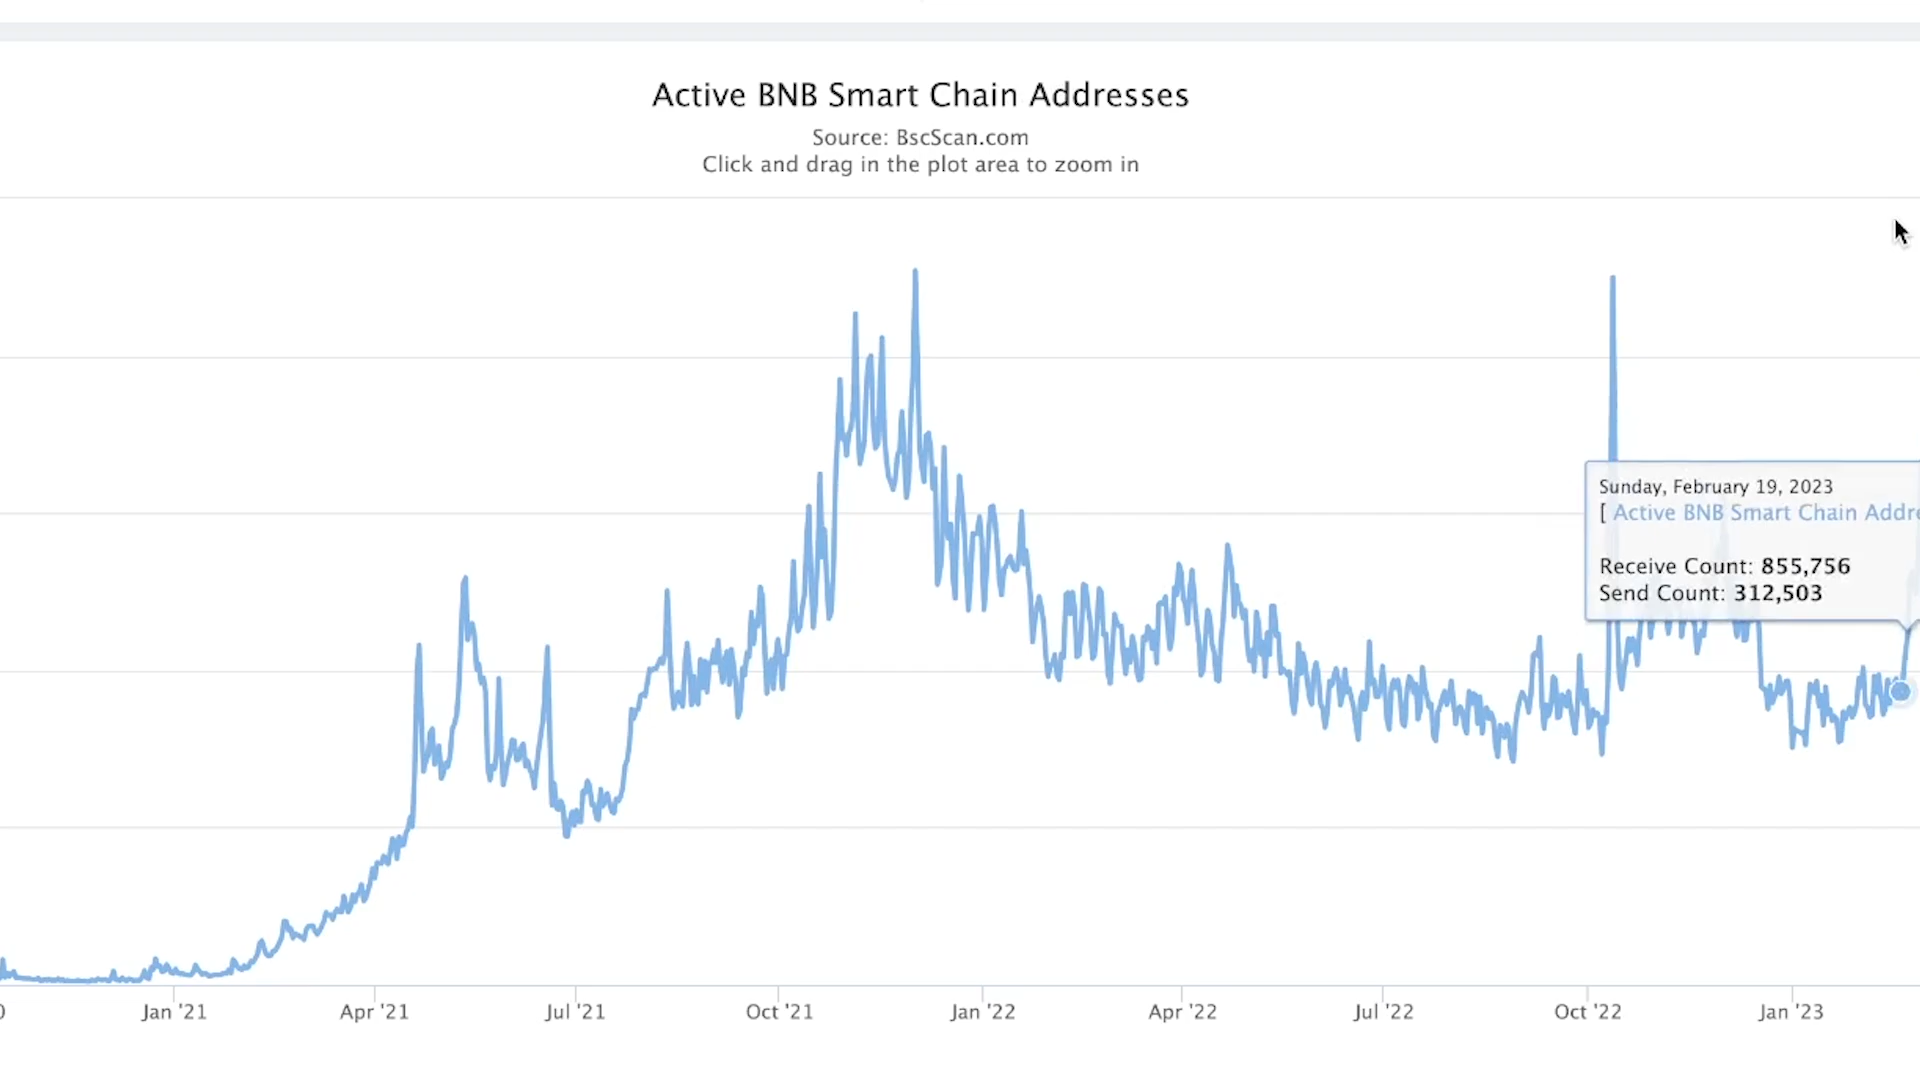 Active BNB Smart Chain Addresses
Source: BscScan.com
Click and drag in the plot area to zoom in
Sunday, February 19, 2023
[ Active BNB Smart Chain
Receive Count: 855,756
Send Count: 312,503
0 Jan '21 Apr '21 Jul '21 Oct '21 Jan '22 Apr '22 Jul '22 Oct '22 Jan '23